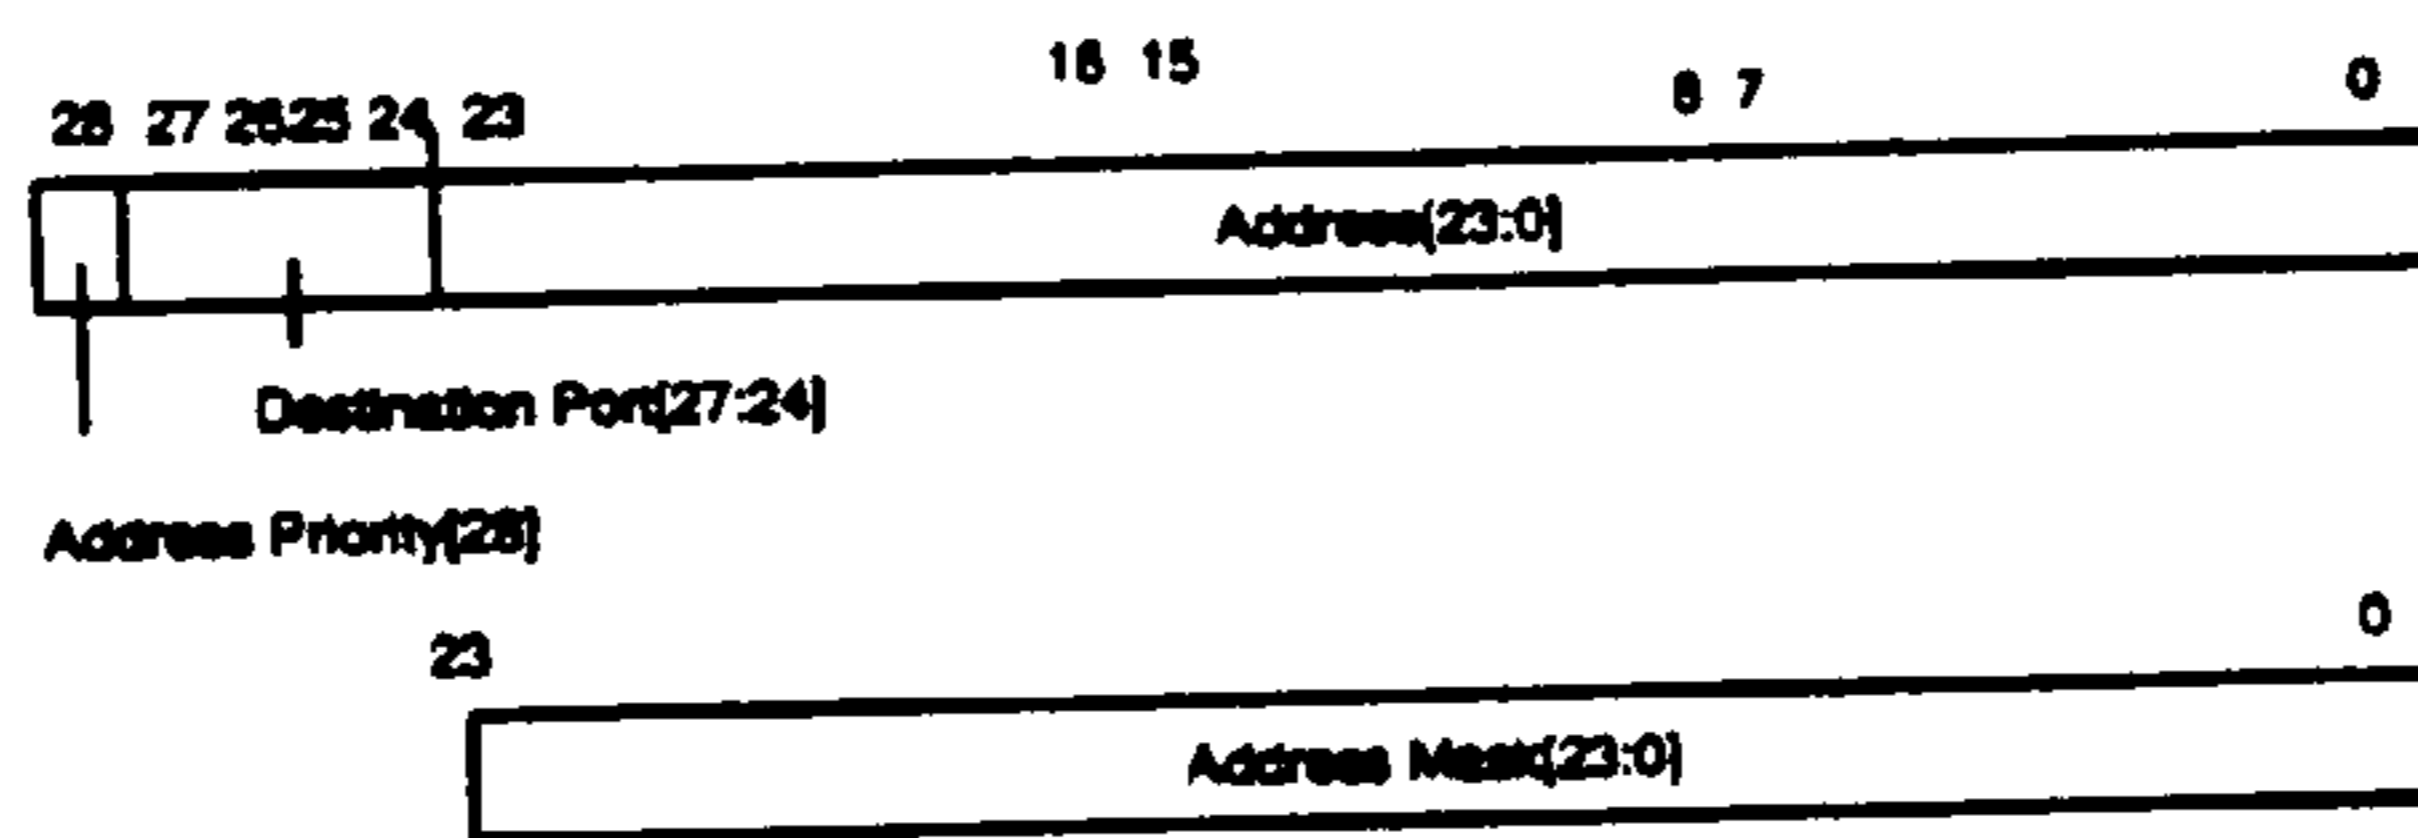 16 15
8 7
0
28 27 26 25 24 23
Address[23:0]
Destination Port[27:24]
Address Priority[28]
0
23
Address Mask[23:0]